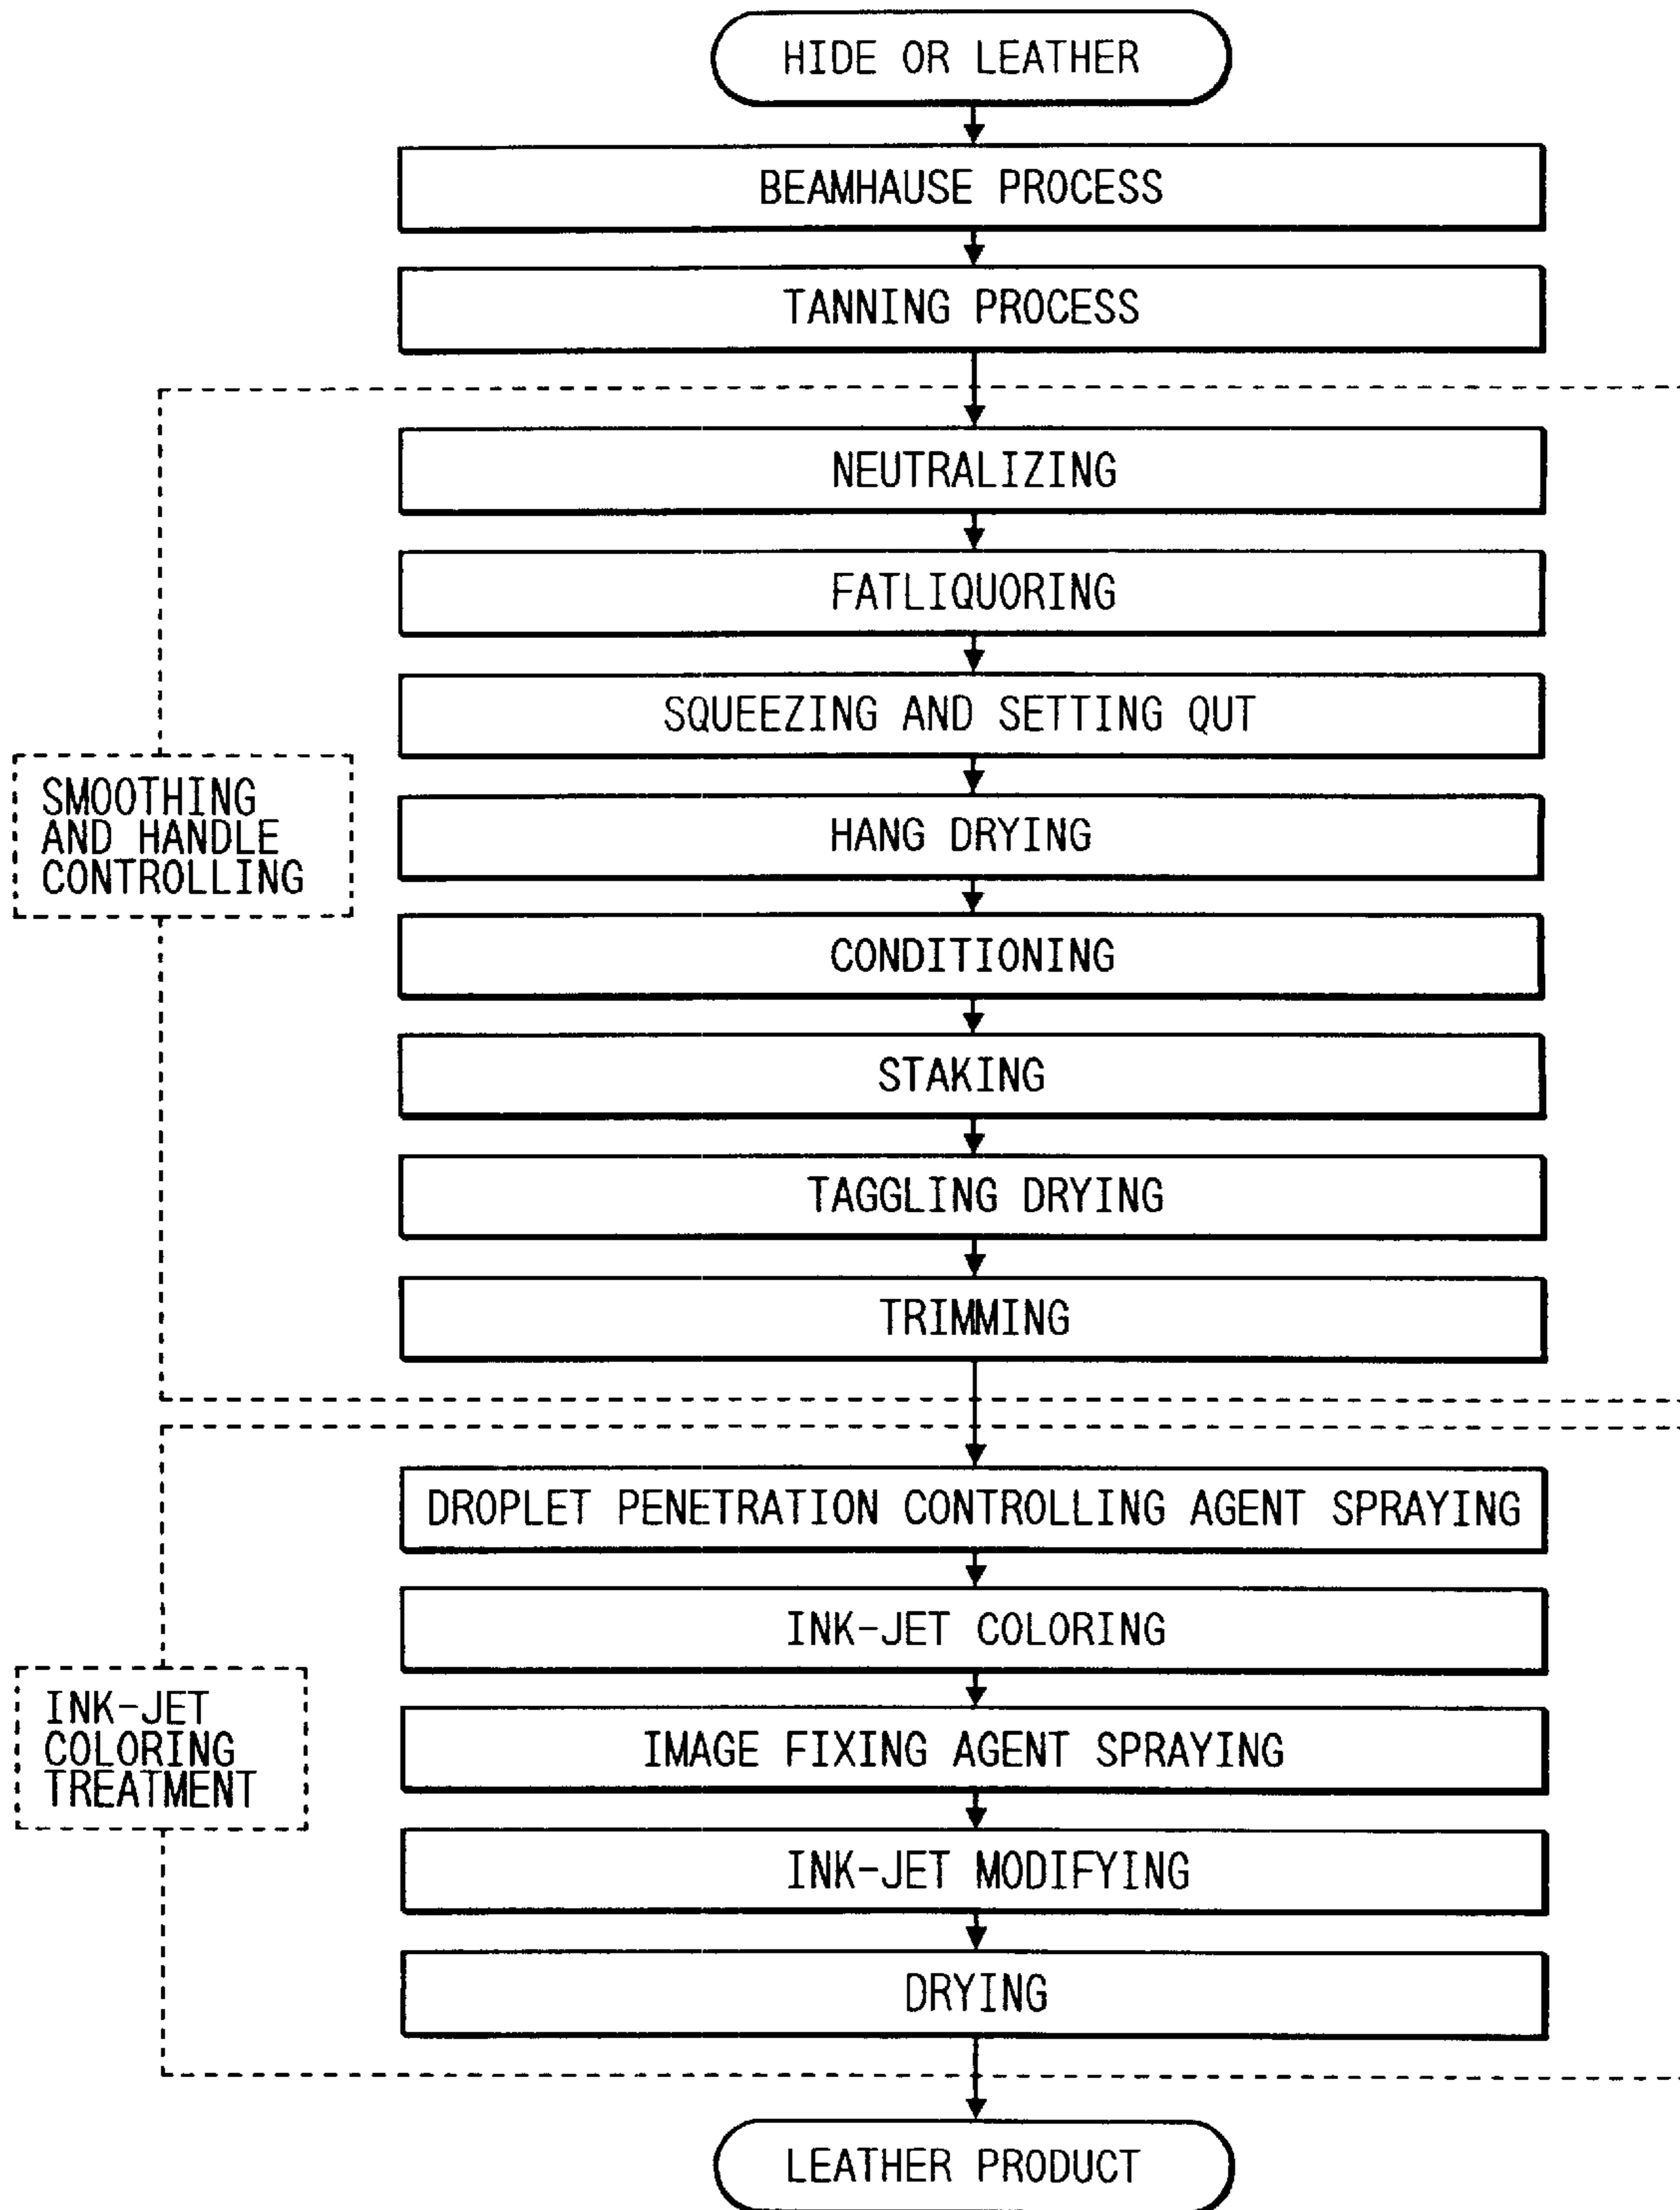 HIDE OR LEATHER
BEAMHAUSE PROCESS
TANNING PROCESS
NEUTRALIZING
FATLIQUORING
SQUEEZING AND SETTING QUT
SMOOTHING
AND HANDLE
CONTROLLING
HANG DRYING
CONDITIONING
STAKING
TAGGLING DRYING
TRIMMING
DROPLET PENETRATION CONTROLLING AGENT SPRAYING
INK-JET COLORING
INK-JET
COLORING
TREATMENT
IMAGE FIXING AGENT SPRAYING
INK-JET MODIFYING
DRYING
LEATHER PRODUCT